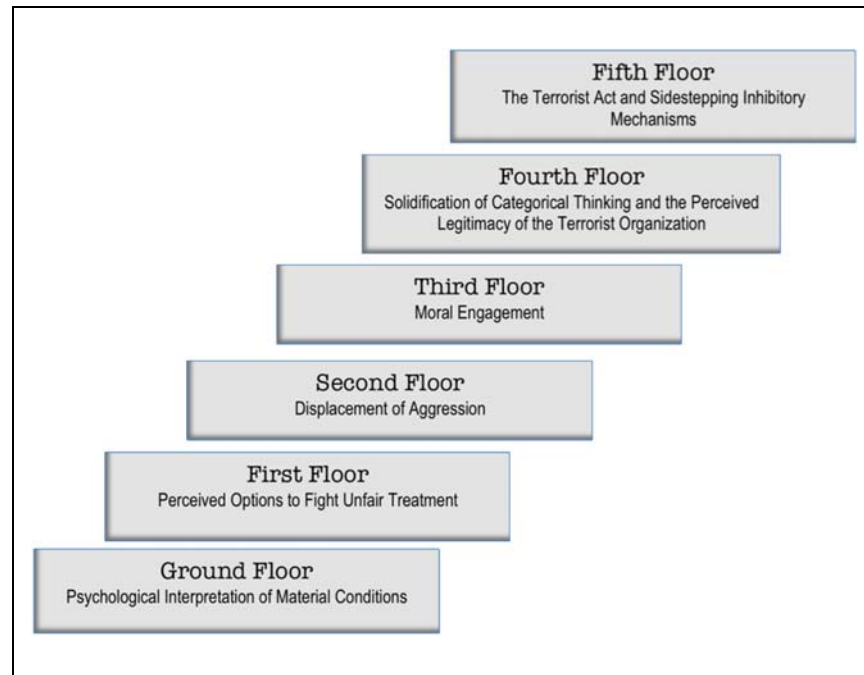 Fifth Floor
The Terrorist Act and Sidestepping Inhibitory
Mechanisms
Fourth Floor
Solidification of Categorical Thinking and the Perceived
Legitimacy of the Terrorist Organization
Third Floor
Moral Engagement
Second Floor
Displacement of Aggression
First Floor
Perceived Options to Fight Unfair Treatment
Ground Floor
Psychological Interpretation of Material Conditions